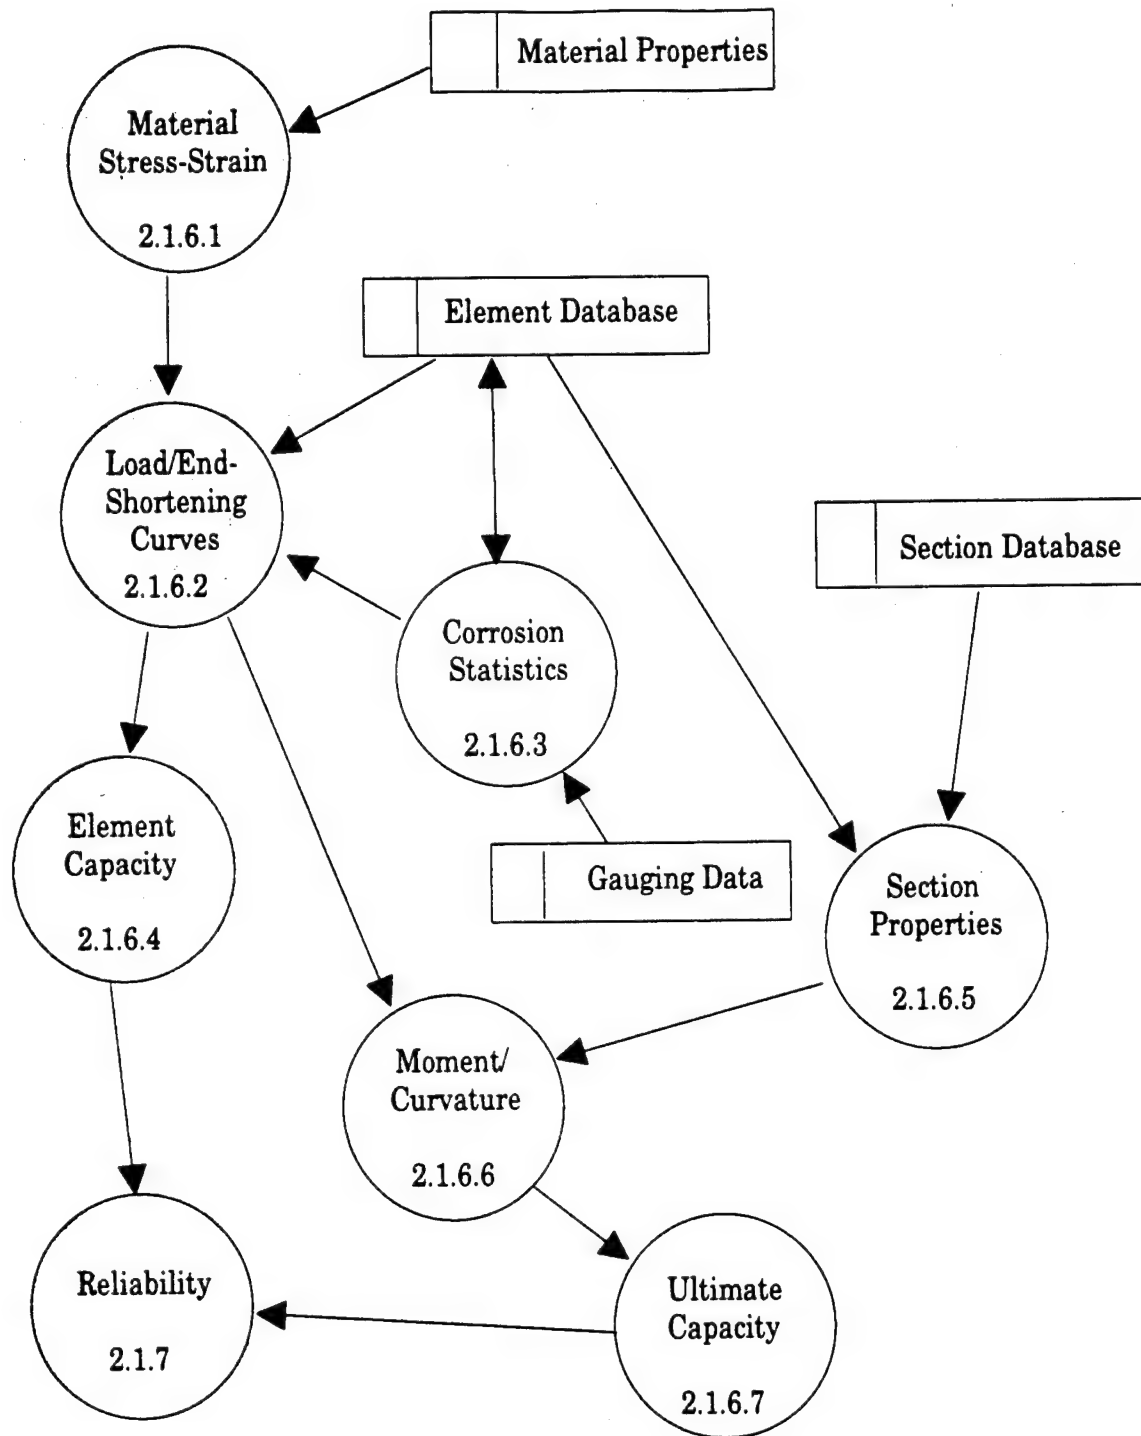 Material Properties
Material
Stress-Strain
2.1.6.1
Element Database
Load/End-
Shortening
Curves
2.1.6.2
Section Database
Corrosion
Statistics
2.1.6.3
Element
Capacity
2.1.6.4
Gauging Data
Section
Properties
2.1.6.5
Moment/
Curvature
2.1.6.6
Reliability
2.1.7
Ultimate
Capacity
2.1.6.7